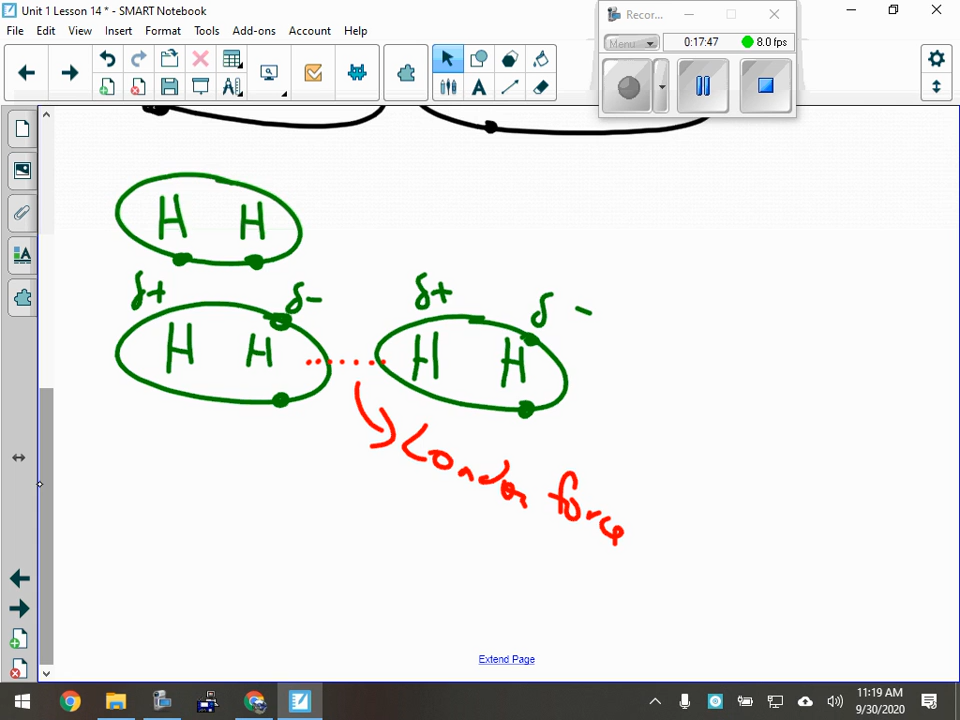 Unit 1 Lesson 14 * - SMART Notebook
Recor...
File Edit View Insert Format Tools Add-ons Account Help
Menu
0:17:47
8.0 fps
H H
δ+ δ-
δ+ δ -
H H
H H
London force
Extend Page
11:19 AM
9/30/2020